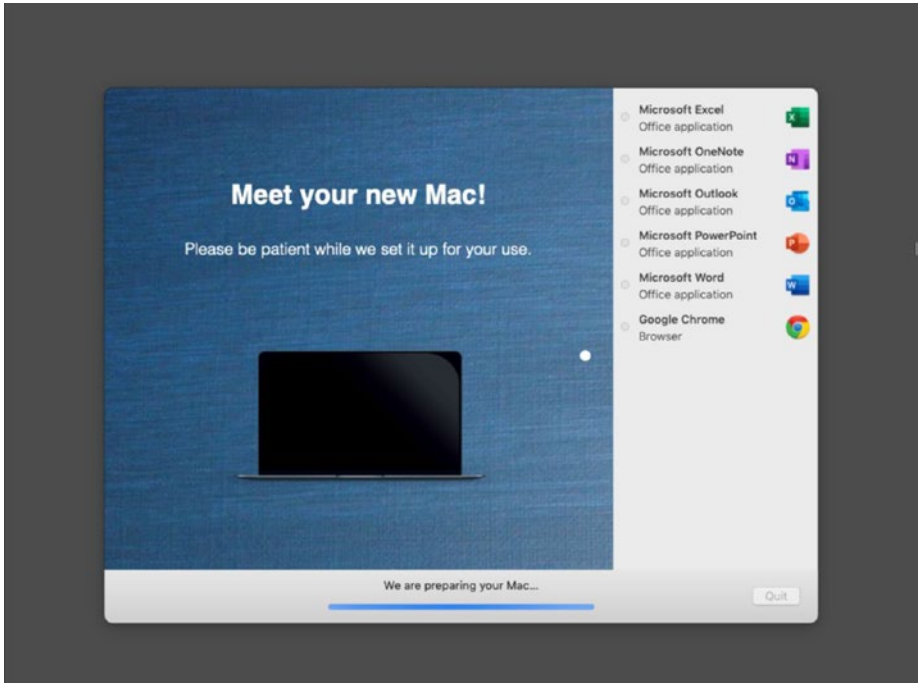 Meet your new Mac!
Please be patient while we set it up for your use.
Microsoft Excel
Office application
Microsoft OneNote
Office application
Microsoft Outlook
Office application
Microsoft PowerPoint
Office application
Microsoft Word
Office application
Google Chrome
Browser
We are preparing your Mac...
Quit